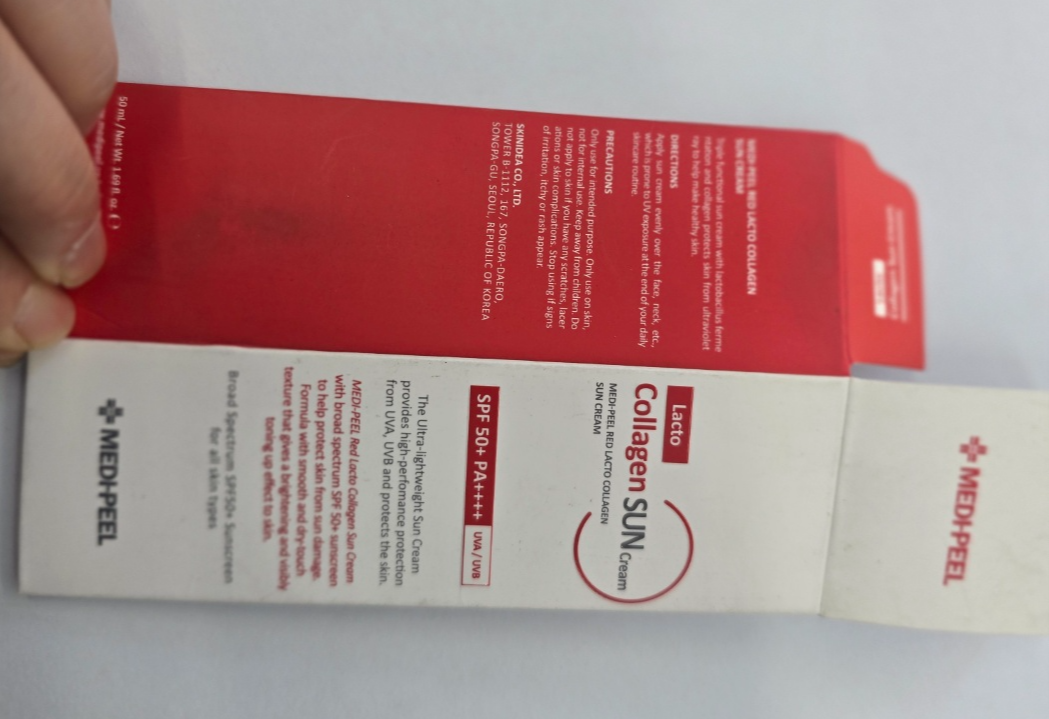 MEDI-PEEL RED LACTO COLLAGEN
SUN CREAM
Triple functional sun cream with lactobacillus ferme
ntation and collagen protects skin from ultraviolet
ray to help make healthy skin.
DIRECTIONS
Apply sun cream evenly over the face, neck, etc.,
which is prone to UV exposure at the end of your daily
skincare routine.
PRECAUTIONS
Only use for intended purpose. Only use on skin,
not for internal use. Keep away from children. Do
not apply to skin if you have any scratches, lacer
ations or skin complications. Stop using if signs
of irritation, itchy or rash appear.
SKINIDEA CO., LTD.
TOWER B-1112, 167, SONGPA-DAERO,
SONGPA-GU, SEOUL, REPUBLIC OF KOREA
50 ml / Net Wt. 1.69 fl. oz. ℮
MEDI-PEEL
Lacto
Collagen SUN Cream
MEDI-PEEL RED LACTO COLLAGEN
SUN CREAM
SPF 50+ PA++++ UVA / UVB
The Ultra-lightweight Sun Cream
provides high-perfomance protection
from UVA, UVB and protects the skin.
MEDI-PEEL Red Lacto Collagen Sun Cream
with broad spectrum SPF 50+ sunscreen
to help protect skin from sun damage.
Formula with smooth and dry-touch
texture that gives a brightening and visibly
toning up effect to skin.
Broad Spectrum SPF50+ Sunscreen
for all skin types
MEDI-PEEL